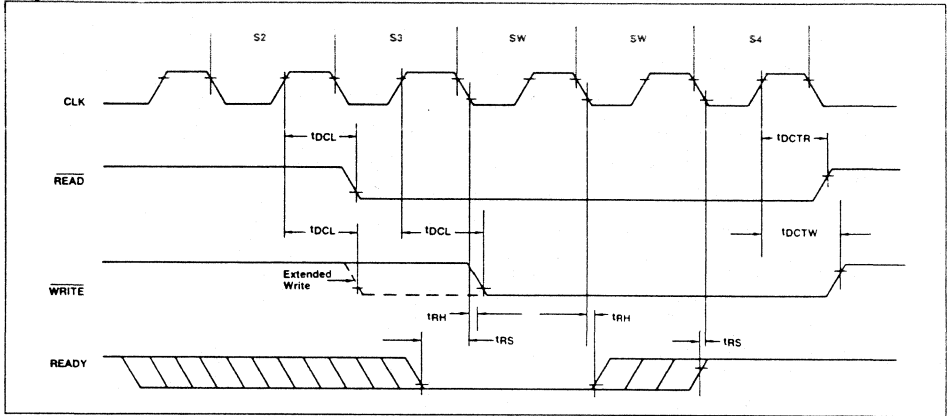 S2 S3 SW SW S4
CLK
tDCL tDCTR
READ
tDCL tDCL tDCTW
Extended
Write
WRITE
tRH tRH
tRS tRS
READY